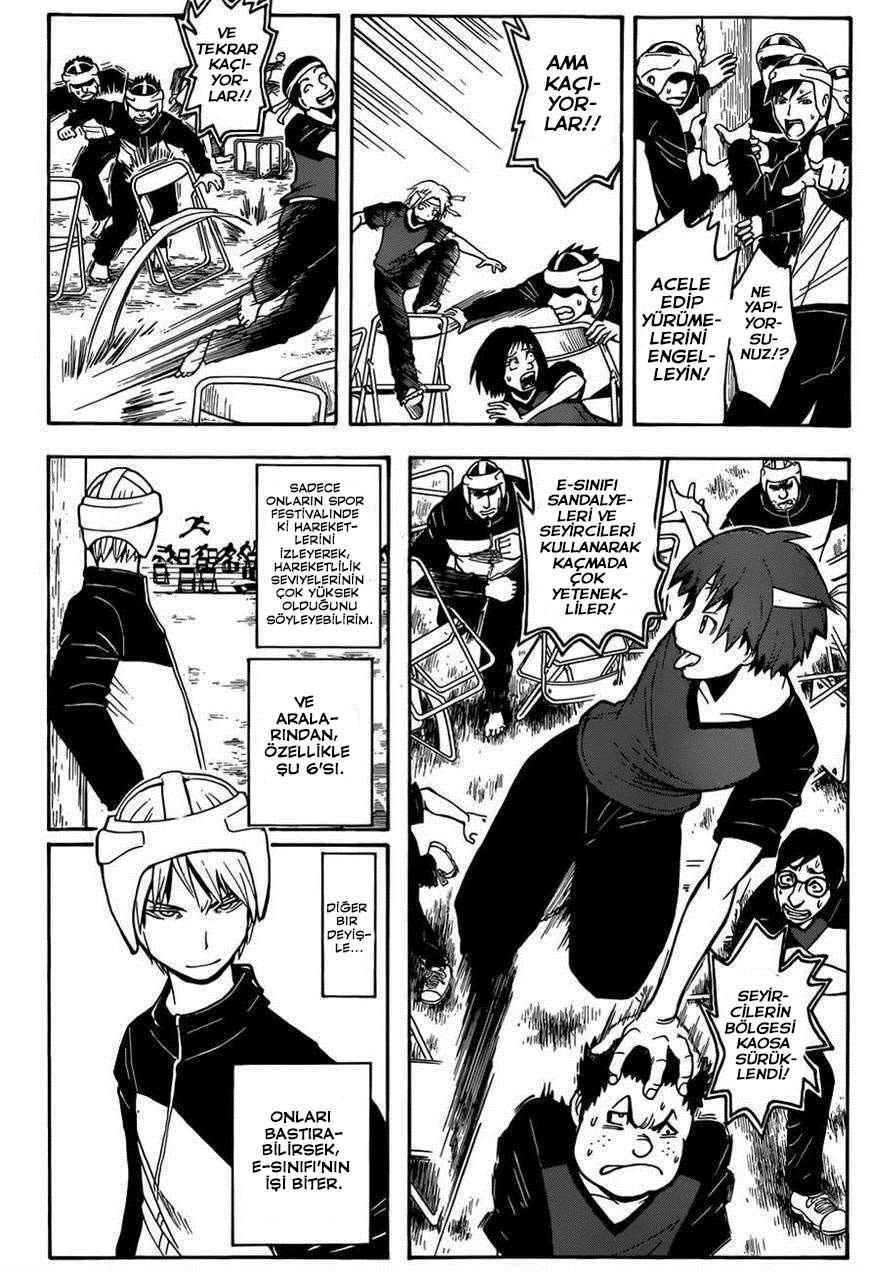 NE
YAPI-
YOR-
SU-
NUZ!?
ACELE
EDİP
YÜRÜME-
LERİNİ
ENGEL-
LEYİN!
AMA
KAÇI-
YOR-
LAR!!
VE
TEKRAR
KAÇI-
YOR-
LAR!!
E-SINIFI
SANDALYE-
LERİ VE
SEYİRCİLERİ
KULLANARAK
KAÇMADA
ÇOK
YETENEK-
LİLER!
SEYİR-
CİLERİN
BÖLGESİ
KAOSA
SÜRÜK-
LENDİ!
SADECE
ONLARIN SPOR
FESTİVALINDE
Kİ HAREKET-
LERİNİ
İZLEYEREK,
HAREKETLİLİK
SEVİYELERİNİN
ÇOK YÜKSEK
OLDUĞUNU
SÖYLEYEBİLİRİM.
VE
ARALA-
RINDAN,
ÖZELLİKLE
ŞU 6'SI.
DİĞER
BIR
DEYİŞ-
LE...
ONLARI
BASTIRA-
BİLİRSEK,
E-SINIFI'NIN
İŞİ BİTER.